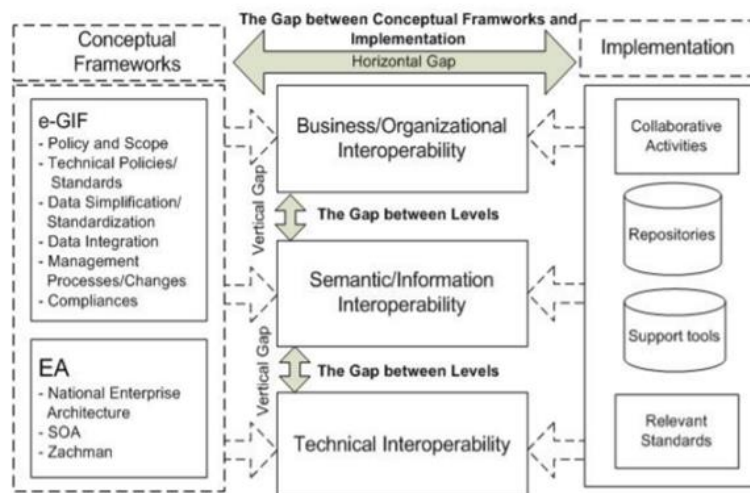 The Gap between Conceptual Framworks and
Implementation
Horizontal Gap
Conceptual
Frameworks
Implementation
e-GIF
- Policy and Scope
- Technical Policies/
Standards
- Data Simplification/
Standardization
- Data Integration
- Management
Processes/Changes
- Compliances
EA
- National Enterprise
Architecture
- SOA
- Zachman
Business/Organizational
Interoperability
Vertical Gap
The Gap between Levels
Semantic/Information
Interoperability
Vertical Gap
The Gap between Levels
Technical Interoperability
Collaborative
Activities
Repositories
Support tools
Relevant
Standards